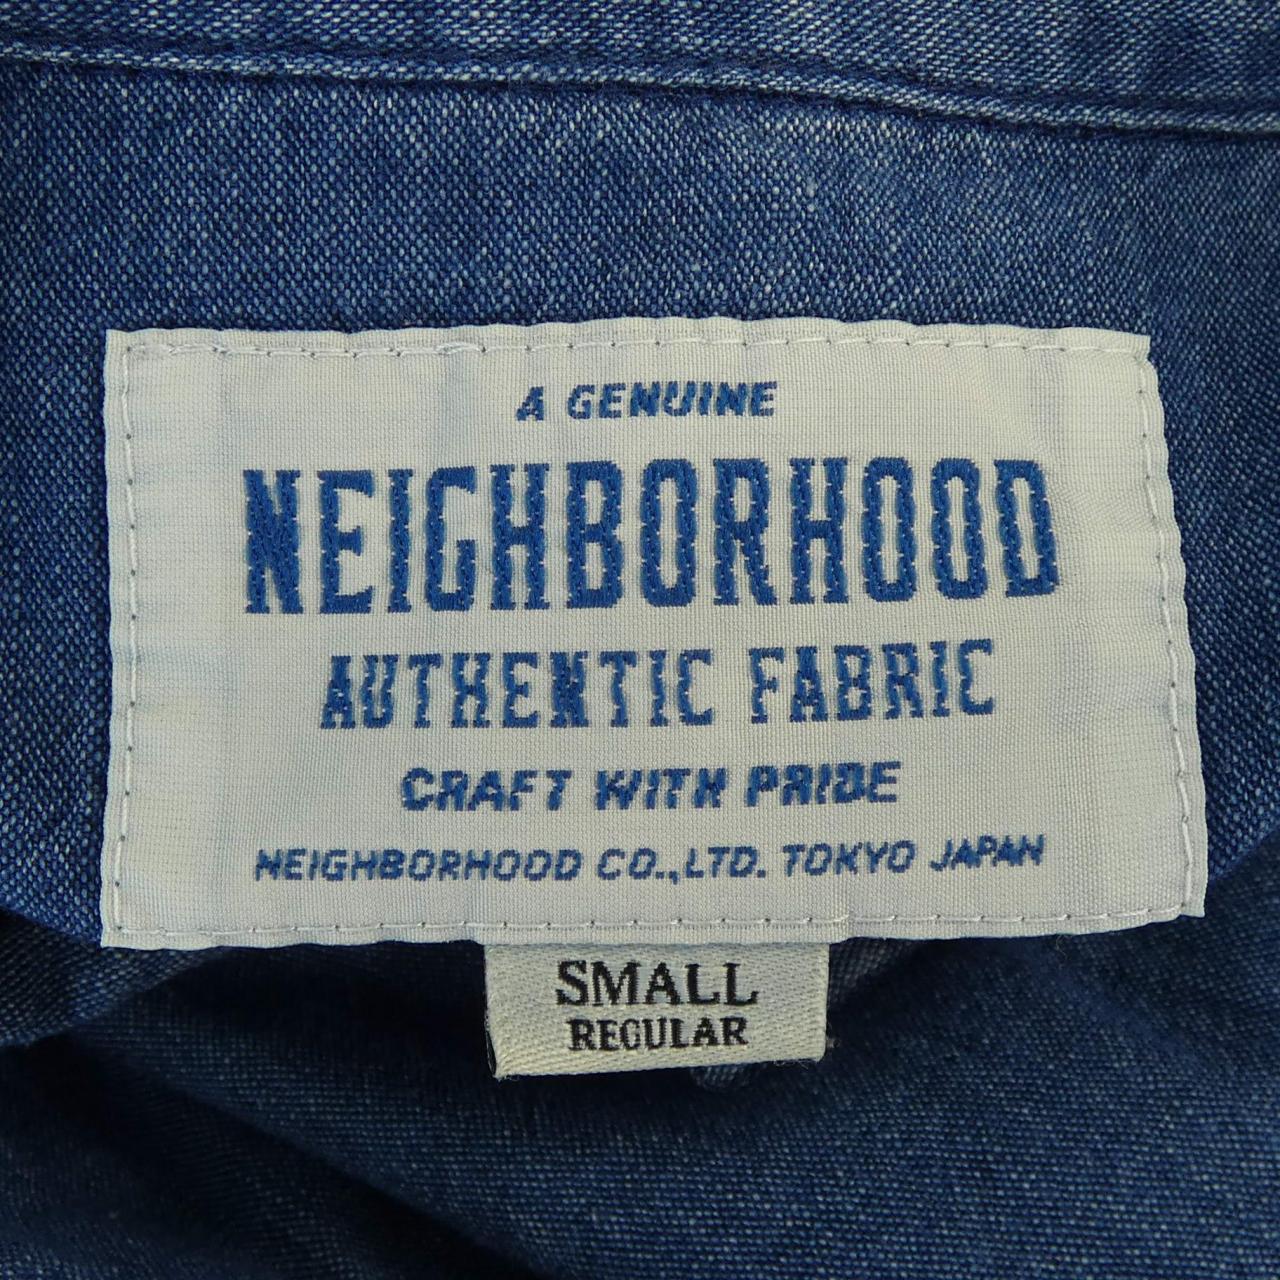 A GENUINE
NEIGHBORHOOD
AUTHENTIC FABRIC
CRAFT WITH PRIDE
NEIGHBORHOOD CO.,LTD. TOKYO JAPAN
SMALL
REGULAR